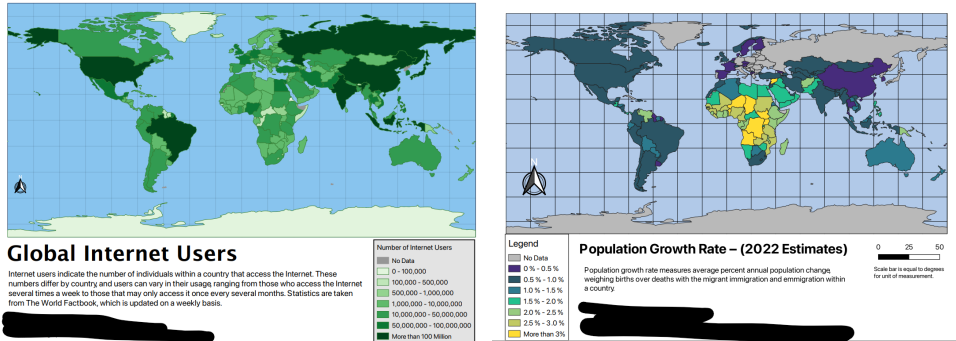 Global Internet Users
Internet users indicate the number of individuals within a country that access the Internet. These
numbers differ by country, and users can vary in their usage, ranging from those who access the Internet
several times a week to those that may only access it once every several months. Statistics are taken
from The World Factbook, which is updated on a weekly basis.
Number of Internet Users
No Data
0 - 100,000
100,000 - 500,000
500,000 - 1,000,000
1,000,000 - 10,000,000
10,000,000 - 50,000,000
50,000,000 - 100,000,000
More than 100 Million
N
Legend
No Data
0 % - 0.5 %
0.5% - 1.0 %
1.0% - 1.5 %
1.5% - 2.0 %
2.0% - 2.5 %
2.5% - 3.0 %
More than 3%
Population Growth Rate – (2022 Estimates)
Population growth rate measures average percent annual population change,
weighing births over deaths with the migrant immigration and emmigration within
a country.
0 25 50
Scale bar is equal to degrees
for unit of measurement.